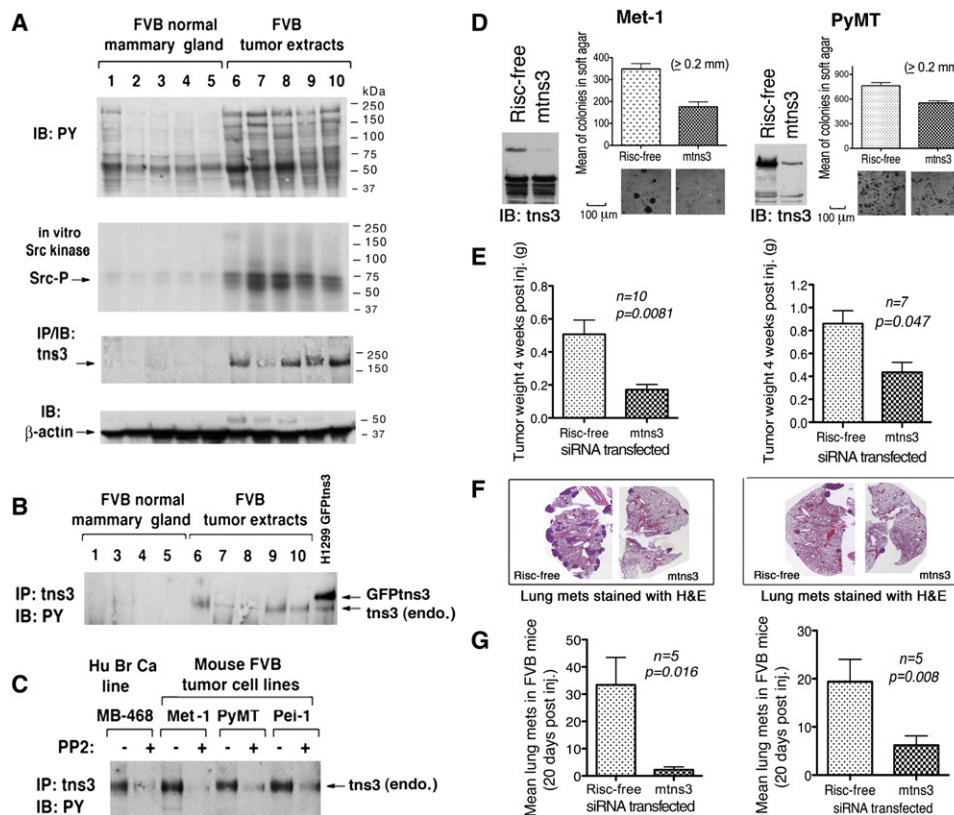 A
FVB normal
mammary gland
FVB
tumor extracts
1 2 3 4 5 6 7 8 9 10
kDa
IB: PY
250
150
100
75
50
37
in vitro
Src kinase
Src-P
250
150
100
75
50
37
IP/IB:
tns3
250
150
IB:
β-actin
50
37
B
FVB normal
mammary gland
FVB
tumor extracts
H1299 GFPtns3
1 3 4 5 6 7 8 9 10
IP: tns3
IB: PY
GFPtns3
tns3 (endo.)
C
Hu Br Ca
line
Mouse FVB
tumor cell lines
MB-468 Met-1 PyMT Pei-1
PP2: - + - + - + - +
IP: tns3
IB: PY
tns3 (endo.)
D
Met-1
Risc-free
mtns3
IB: tns3
Mean of colonies in soft agar
400
300
200
100
0
(≥ 0.2 mm)
Risc-free mtns3
100 μm
PyMT
Risc-free
mtns3
IB: tns3
Mean of colonies in soft agar
900
600
300
0
(≥ 0.2 mm)
Risc-free mtns3
100 μm
E
Tumor weight 4 weeks post inj. (g)
0.8
0.6
0.4
0.2
0.0
n=10
p=0.0081
Risc-free mtns3
siRNA transfected
Tumor weight 4 weeks post inj. (g)
1.2
1.0
0.8
0.6
0.4
0.2
0.0
n=7
p=0.047
Risc-free mtns3
siRNA transfected
F
Risc-free
mtns3
Lung mets stained with H&E
Risc-free
mtns3
Lung mets stained with H&E
G
Mean lung mets in FVB mice
(20 days post inj.)
50
40
30
20
10
0
n=5
p=0.016
Risc-free mtns3
siRNA transfected
Mean lung mets in FVB mice
(20 days post inj.)
30
20
10
0
n=5
p=0.008
Risc-free mtns3
siRNA transfected